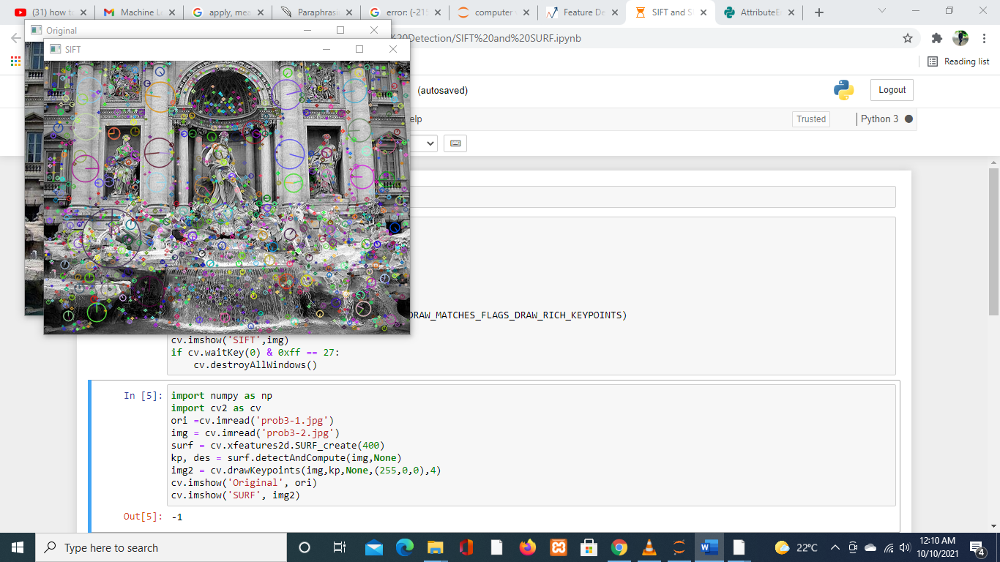 (31) how to
Machine Le
apply, mea
Paraphrasi
error: (-215
computer v
Feature De
SIFT and S
AttributeEr
Original
%20Detection/SIFT%20and%20SURF.ipynb
SIFT
Reading list
(autosaved)
Logout
elp
Trusted
Python 3
DRAW_MATCHES_FLAGS_DRAW_RICH_KEYPOINTS)
cv.imshow('SIFT',img)
if cv.waitKey(0) & 0xff == 27:
    cv.destroyAllWindows()
In [5]:
import numpy as np
import cv2 as cv
ori =cv.imread('prob3-1.jpg')
img = cv.imread('prob3-2.jpg')
surf = cv.xfeatures2d.SURF_create(400)
kp, des = surf.detectAndCompute(img,None)
img2 = cv.drawKeypoints(img,kp,None,(255,0,0),4)
cv.imshow('Original', ori)
cv.imshow('SURF', img2)
Out[5]: -1
Type here to search
22°C
12:10 AM
10/10/2021
4